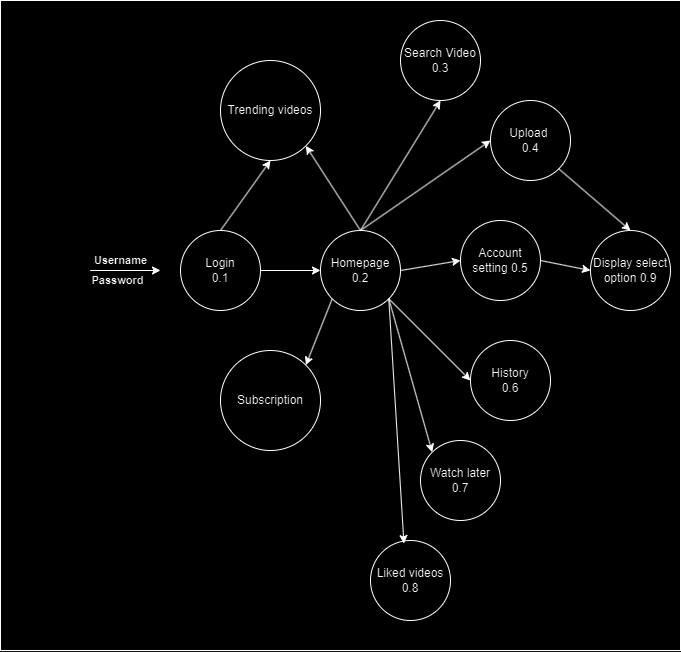 Search Video
0.3
Trending videos
Upload
0.4
Username
Password
Login
0.1
Homepage
0.2
Account
setting 0.5
Display select
option 0.9
History
0.6
Subscription
Watch later
0.7
Liked videos
0.8